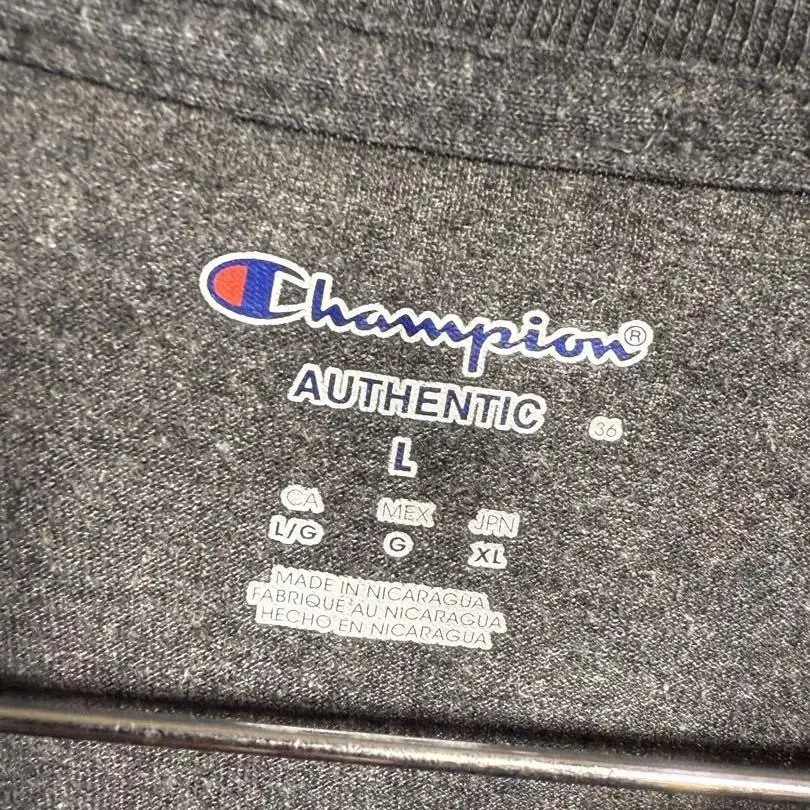 Champion®
AUTHENTIC
36
L
CA MEX JPN
L/G G XL
MADE IN NICARAGUA
FABRIQUÉ AU NICARAGUA
HECHO EN NICARAGUA